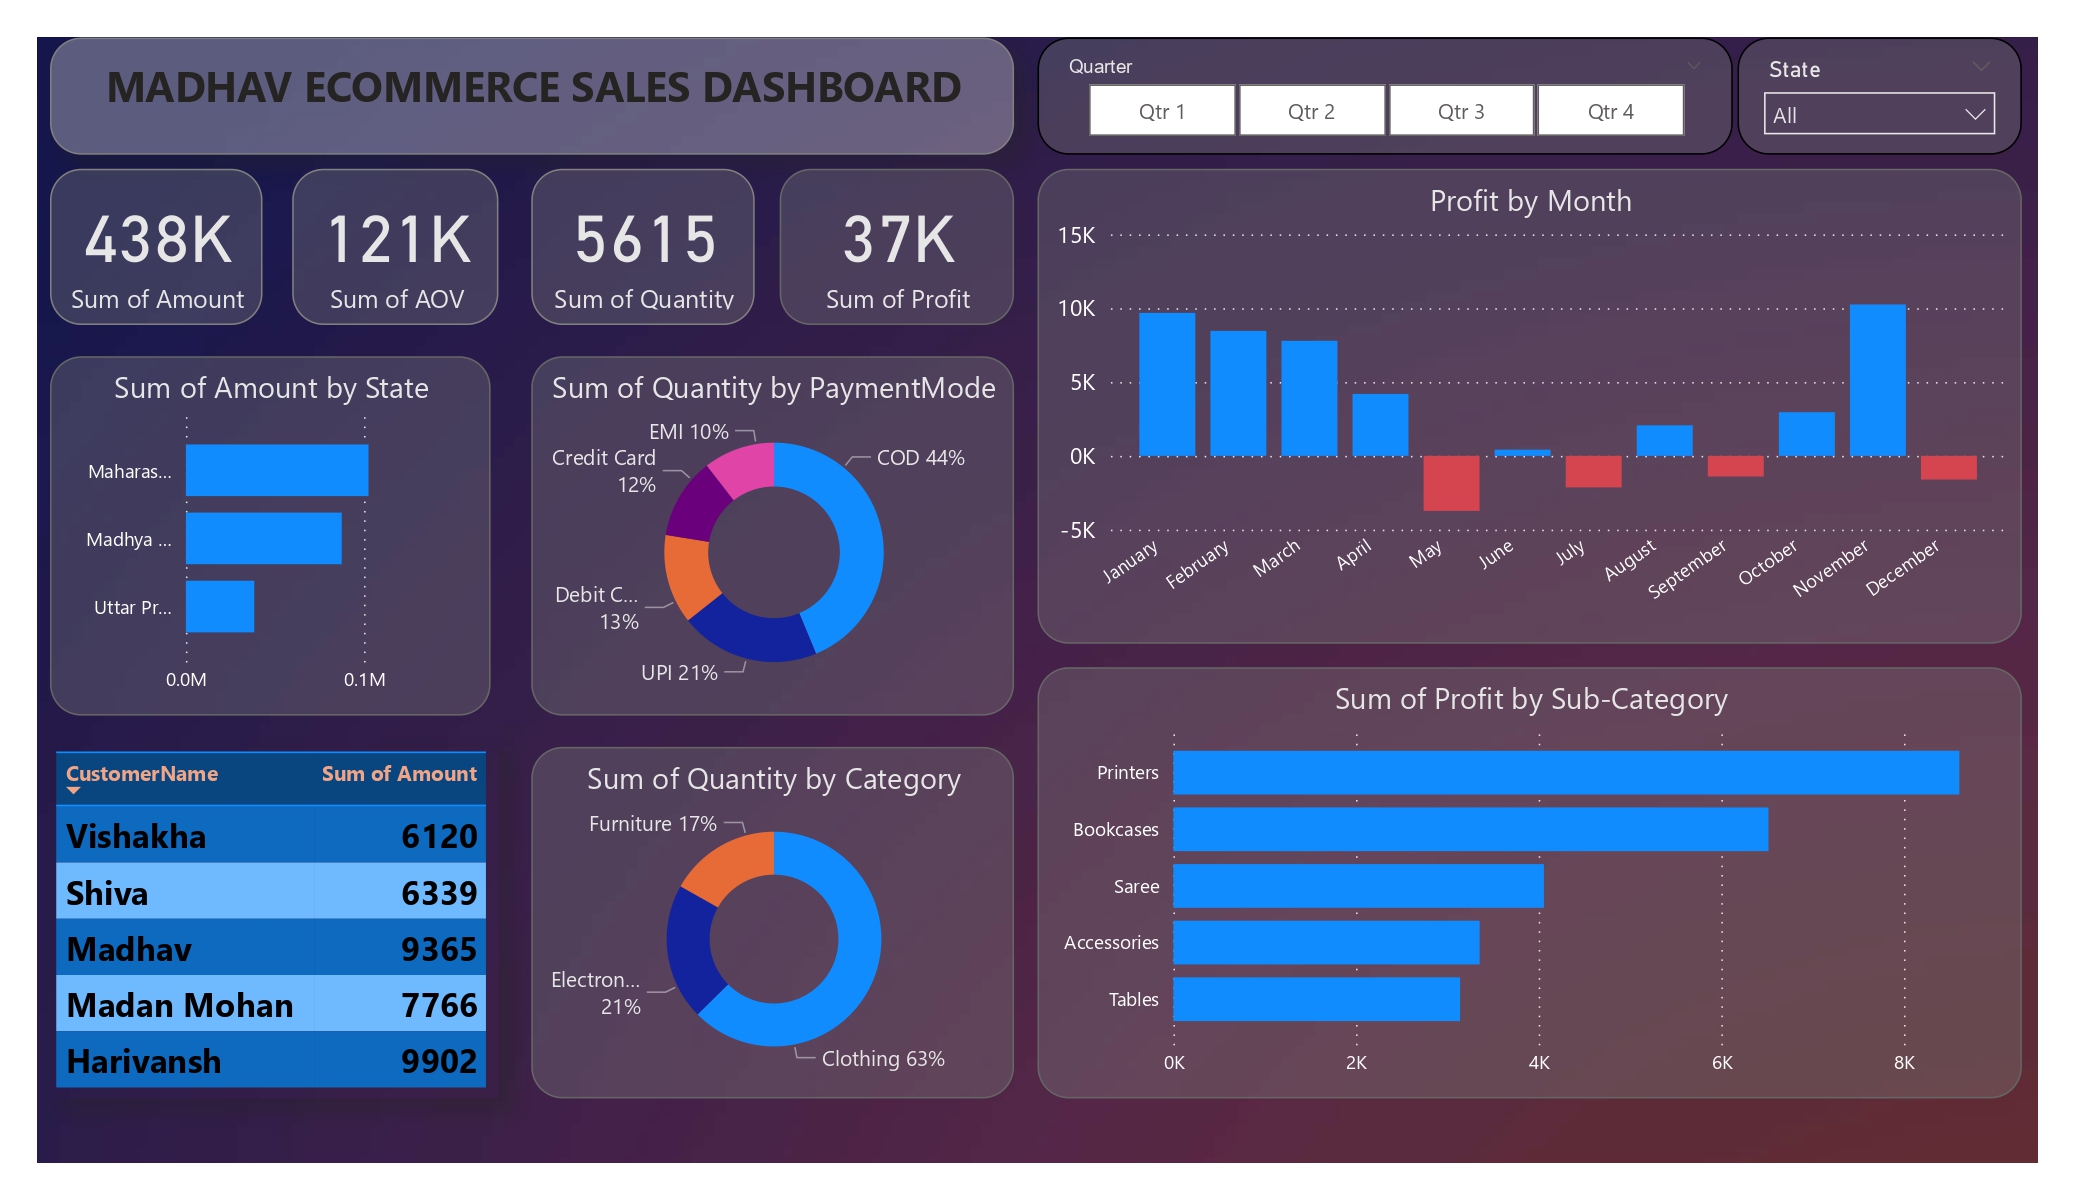 MADHAV ECOMMERCE SALES DASHBOARD
Quarter
Qtr 1
Qtr 2
Qtr 3
Qtr 4
State
All
438K
Sum of Amount
121K
Sum of AOV
5615
Sum of Quantity
37K
Sum of Profit
Profit by Month
15K
10K
5K
0K
-5K
January
February
March
April
May
June
July
August
September
October
November
December
Sum of Amount by State
Maharas...
Madhya ...
Uttar Pr...
0.0M
0.1M
Sum of Quantity by PaymentMode
EMI 10%
COD 44%
Credit Card
12%
Debit C...
13%
UPI 21%
Sum of Profit by Sub-Category
Printers
Bookcases
Saree
Accessories
Tables
0K
2K
4K
6K
8K
CustomerName Sum of Amount
Vishakha 6120
Shiva 6339
Madhav 9365
Madan Mohan 7766
Harivansh 9902
Sum of Quantity by Category
Furniture 17%
Electron...
21%
Clothing 63%